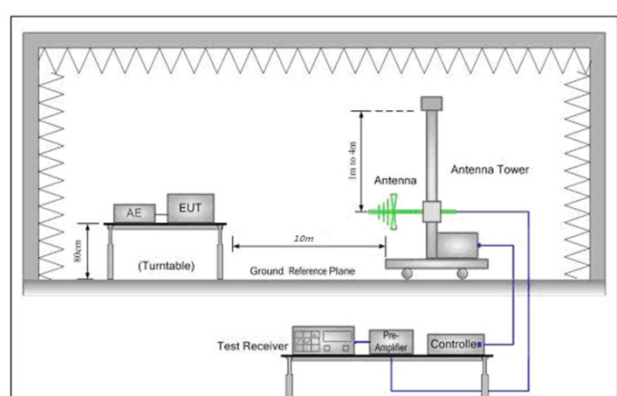 1m to 4m
Antenna
Antenna Tower
AE
EUT
80cm
(Turntable)
10m
Ground Reference Plane
Test Receiver
Pre-
Amplifier
Controller